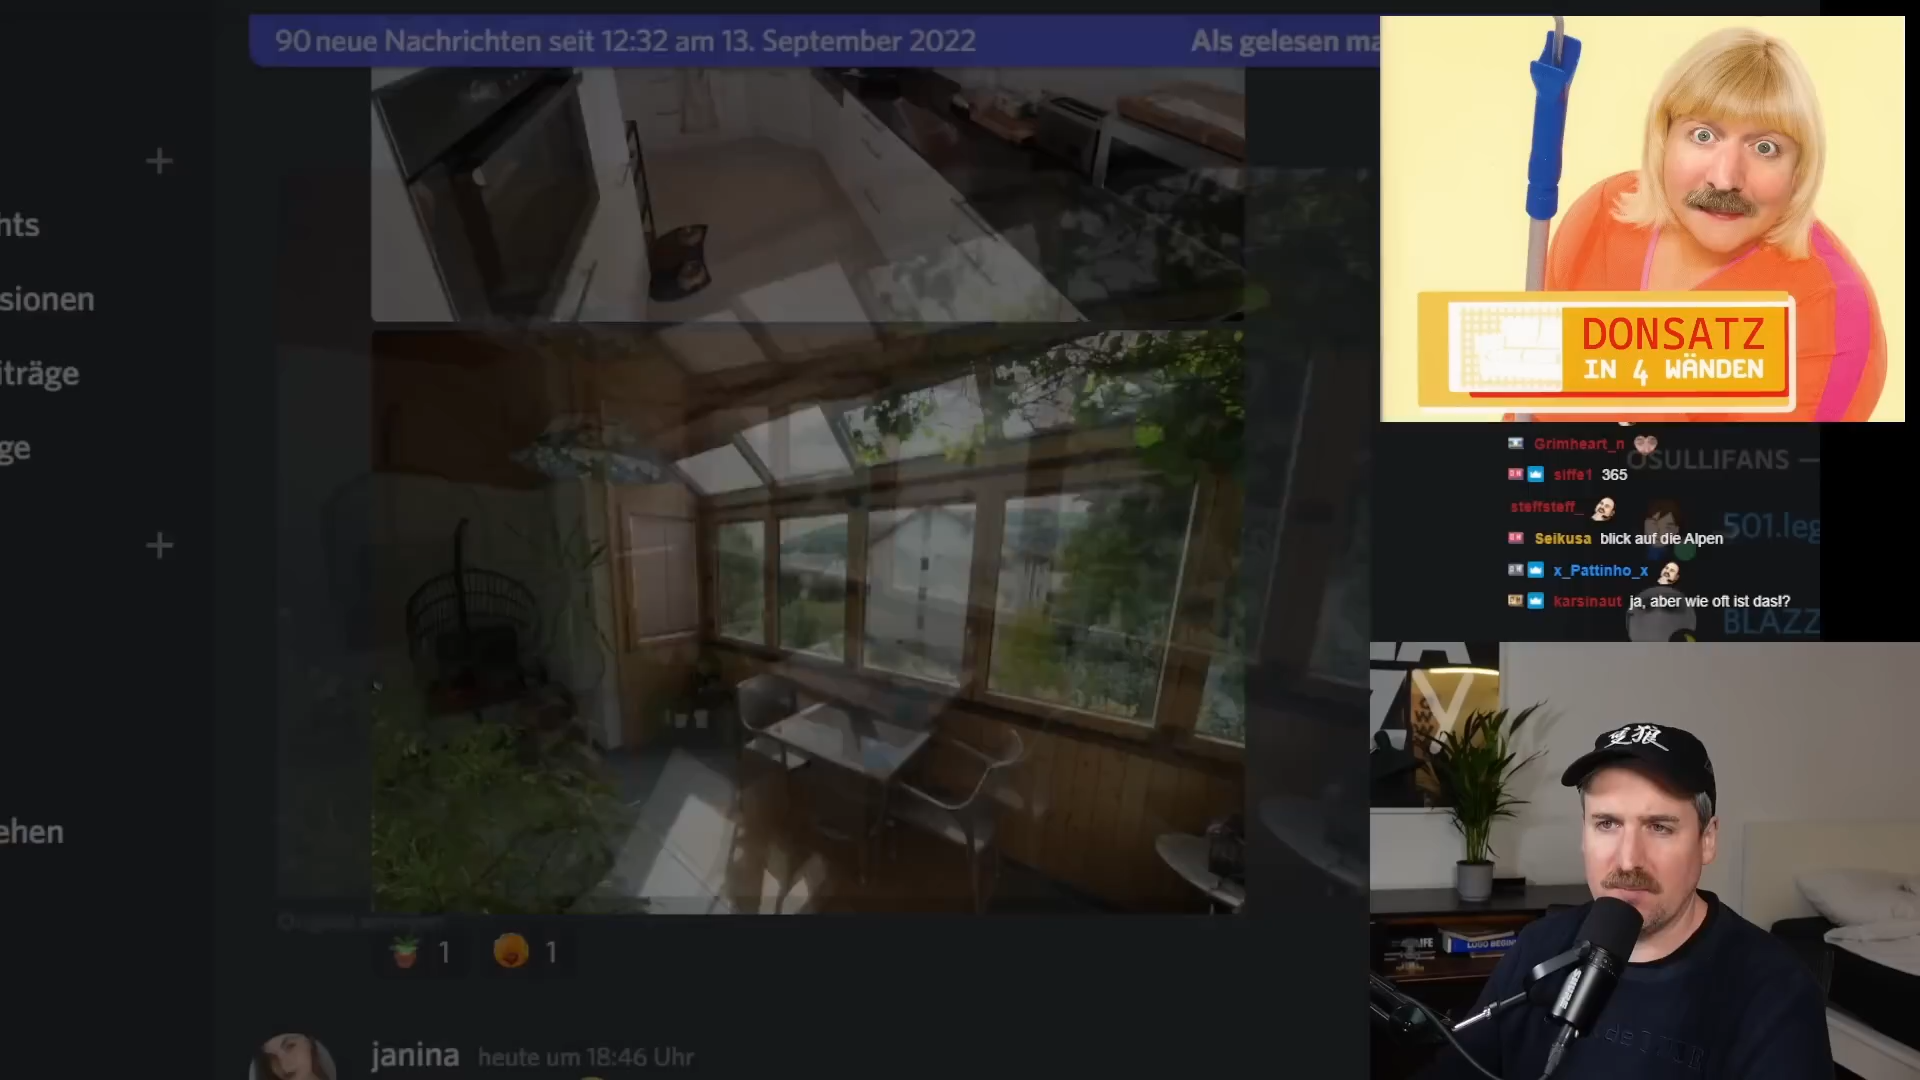 90 neue Nachrichten seit 12:32 am 13. September 2022
Als gelesen ma
hts
sionen
iträge
ge
ehen
1
1
janina heute um 18:46 Uhr
DONSATZ
IN 4 WÄNDEN
Grimheart_n
OSULLIFANS —
siffe1 365
steffsteff_
501.leg
Seikusa blick auf die Alpen
x_Pattinho_x
karsinaut ja, aber wie oft ist das!?
BLAZZ